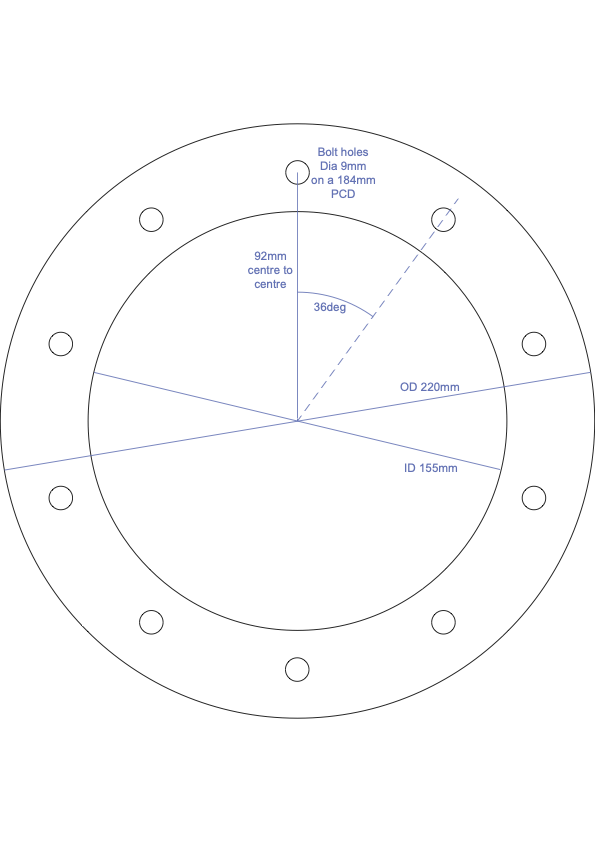 Bolt holes
Dia 9mm
on a 184mm
PCD
92mm
centre to
centre
36deg
OD 220mm
ID 155mm